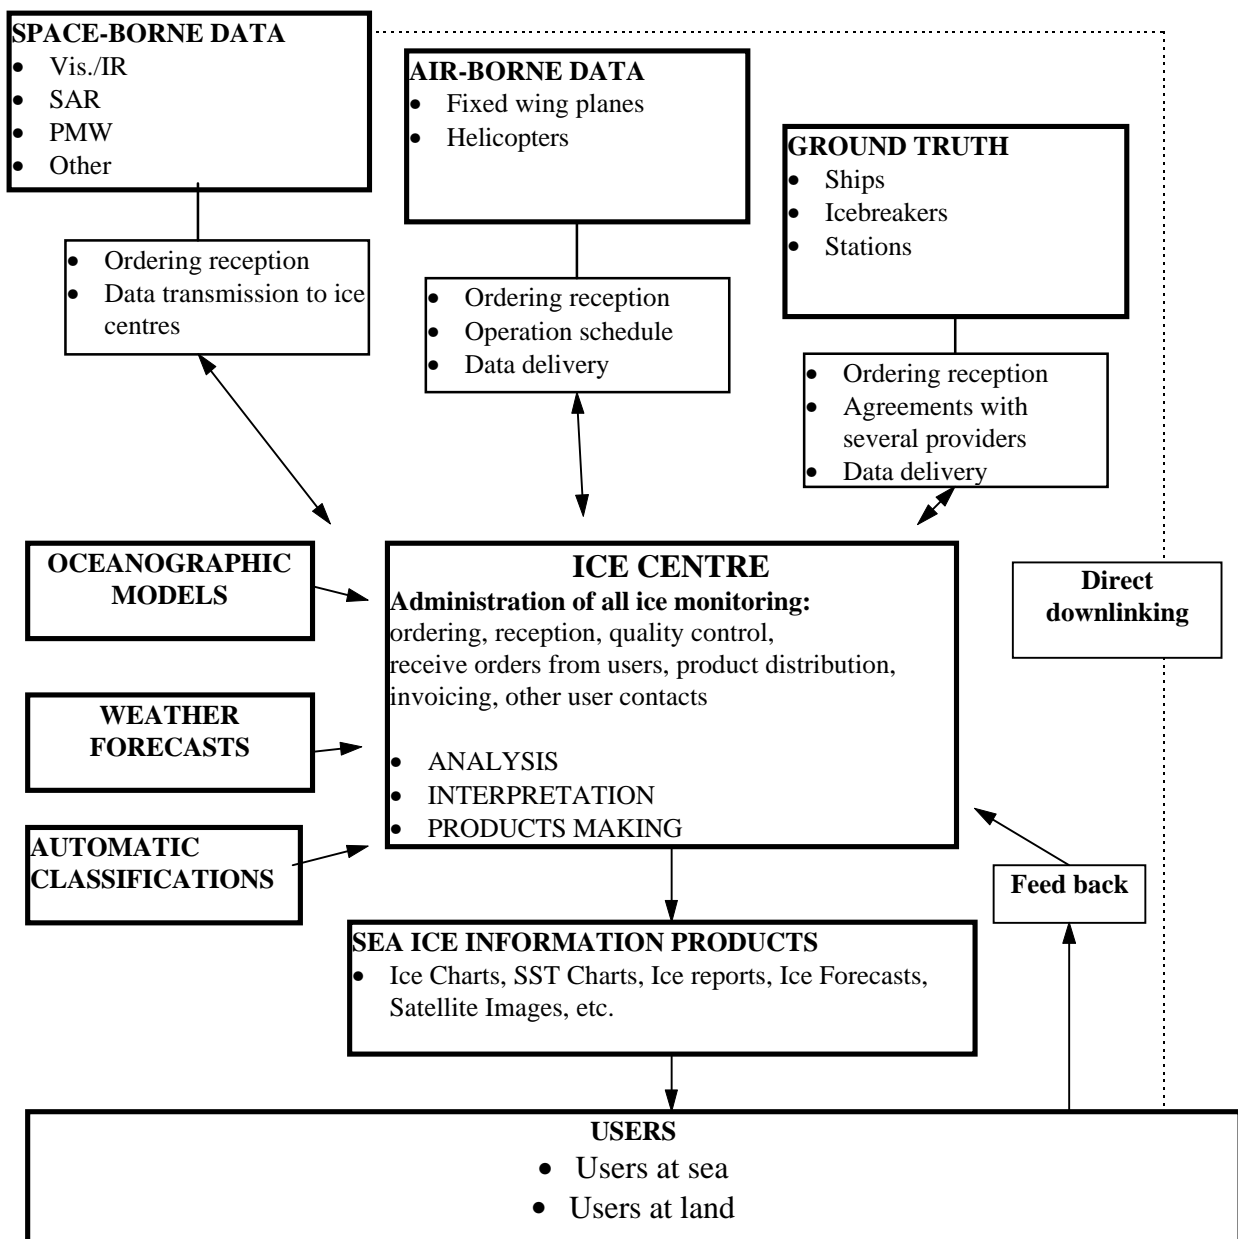 SPACE-BORNE DATA
• Vis./IR
• SAR
• PMW
• Other
AIR-BORNE DATA
• Fixed wing planes
• Helicopters
GROUND TRUTH
• Ships
• Icebreakers
• Stations
• Ordering reception
• Data transmission to ice
centres
• Ordering reception
• Operation schedule
• Data delivery
• Ordering reception
• Agreements with
several providers
• Data delivery
OCEANOGRAPHIC
MODELS
WEATHER
FORECASTS
AUTOMATIC
CLASSIFICATIONS
ICE CENTRE
Administration of all ice monitoring:
ordering, reception, quality control,
receive orders from users, product distribution,
invoicing, other user contacts
• ANALYSIS
• INTERPRETATION
• PRODUCTS MAKING
Direct
downlinking
Feed back
SEA ICE INFORMATION PRODUCTS
• Ice Charts, SST Charts, Ice reports, Ice Forecasts,
Satellite Images, etc.
USERS
• Users at sea
• Users at land